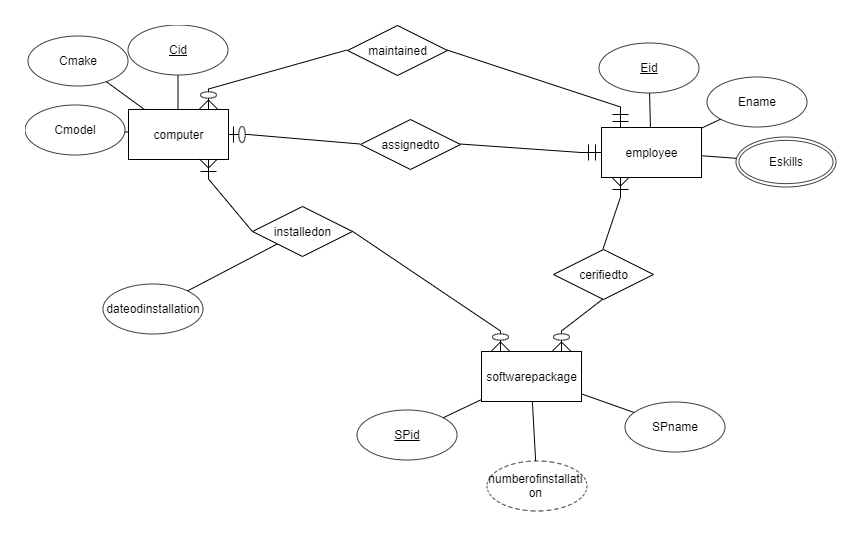 Cid
maintained
Cmake
Eid
Ename
Cmodel
computer
assignedto
employee
Eskills
installedon
cerifiedto
dateodinstallation
softwarepackage
SPid
SPname
numberofinstallati
on